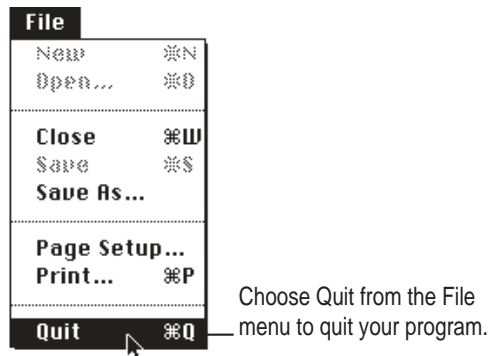 File
New ⌘N
Open... ⌘O
Close ⌘W
Save ⌘S
Save As...
Page Setup...
Print... ⌘P
Quit ⌘Q
Choose Quit from the File
menu to quit your program.